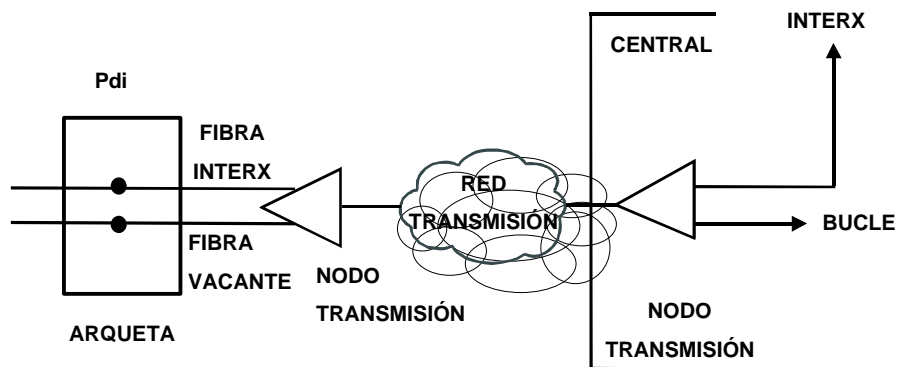 Pdi
FIBRA
INTERX
FIBRA
VACANTE
ARQUETA
NODO
TRANSMISIÓN
RED
TRANSMISIÓN
CENTRAL
INTERX
BUCLE
NODO
TRANSMISIÓN